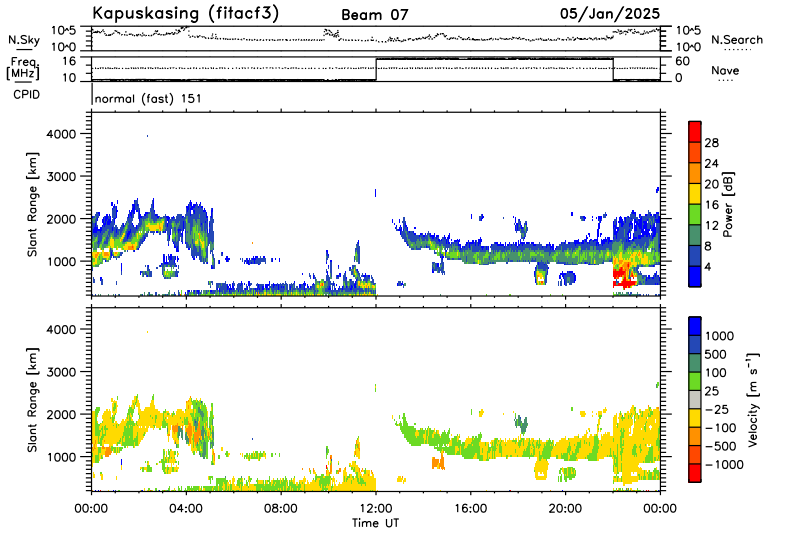 Kapuskasing (fitacf3) Beam 07 05/Jan/2025
N.Sky 10^5 10^0 10^5 10^0 N.Search
Freq. [MHz] 16 10 60 0 Nave
CPID normal (fast) 151
Slant Range [km] 4000 3000 2000 1000
28 24 20 16 12 8 4 Power [dB]
Slant Range [km] 4000 3000 2000 1000
1000 500 100 25 -25 -100 -500 -1000 Velocity [m s⁻¹]
00:00 04:00 08:00 12:00 16:00 20:00 00:00
Time UT